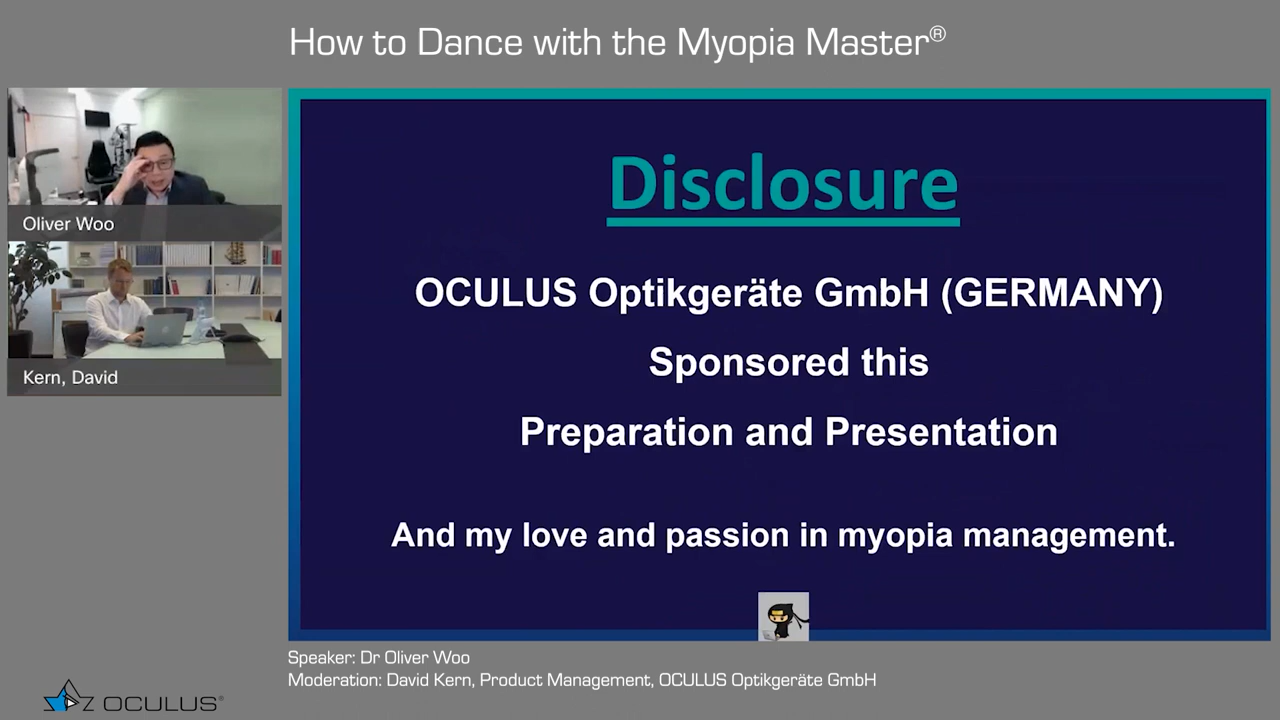 How to Dance with the Myopia Master®
Oliver Woo
Kern, David
Disclosure
OCULUS Optikgeräte GmbH (GERMANY)
Sponsored this
Preparation and Presentation
And my love and passion in myopia management.
Speaker: Dr Oliver Woo
Moderation: David Kern, Product Management, OCULUS Optikgeräte GmbH
OCULUS®